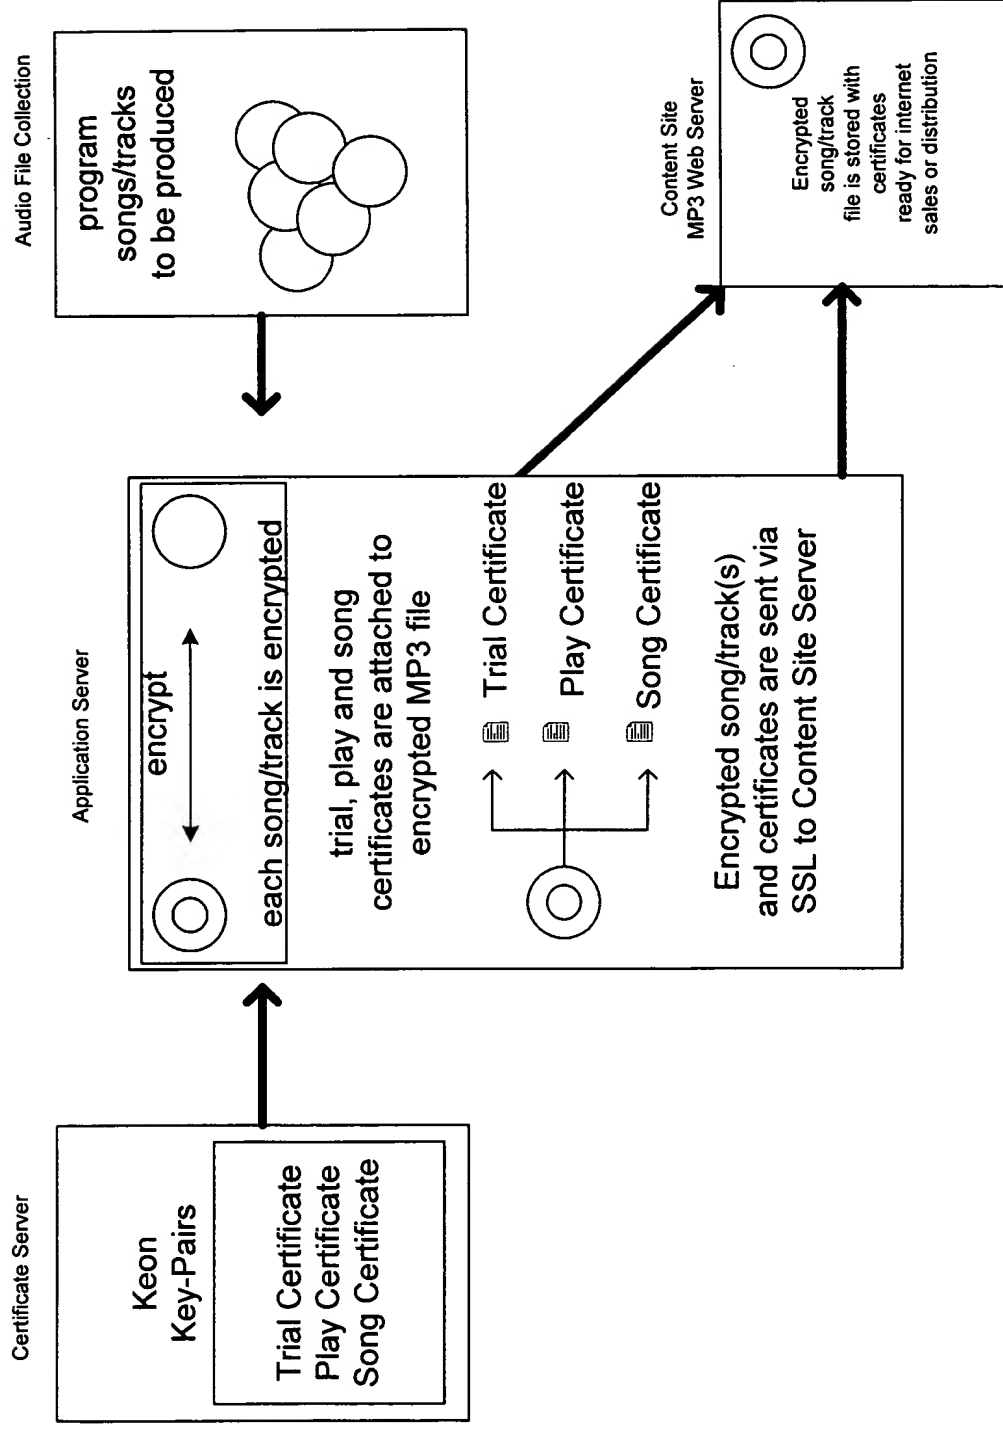 Certificate Server
Keon
Key-Pairs
Trial Certificate
Play Certificate
Song Certificate
Application Server
encrypt
each song/track is encrypted
trial, play and song
certificates are attached to
encrypted MP3 file
Trial Certificate
Play Certificate
Song Certificate
Encrypted song/track(s)
and certificates are sent via
SSL to Content Site Server
Audio File Collection
program
songs/tracks
to be produced
Content Site
MP3 Web Server
Encrypted
song/track
file is stored with
certificates
ready for internet
sales or distribution